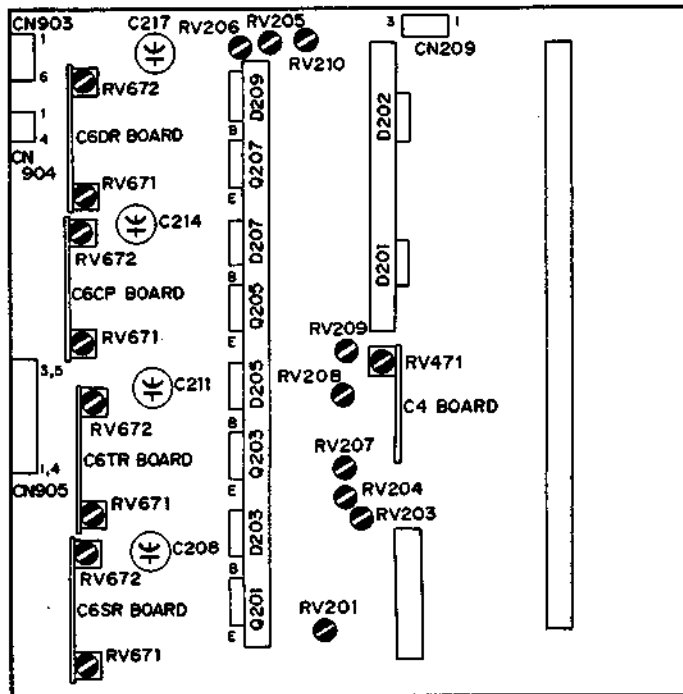 CN903
1
6
1
4
CN
904
3,5
1,4
CN905
C217
RV672
C6DR BOARD
RV671
C214
RV672
C6CP BOARD
RV671
C211
RV672
C6TR BOARD
RV671
C208
RV672
C6SR BOARD
RV671
RV206
RV205
RV210
D209
B
Q207
E
D207
B
Q205
E
D205
B
Q203
E
D203
B
Q201
E
3
1
CN209
D202
D201
RV209
RV471
RV208
C4 BOARD
RV207
RV204
RV203
RV201